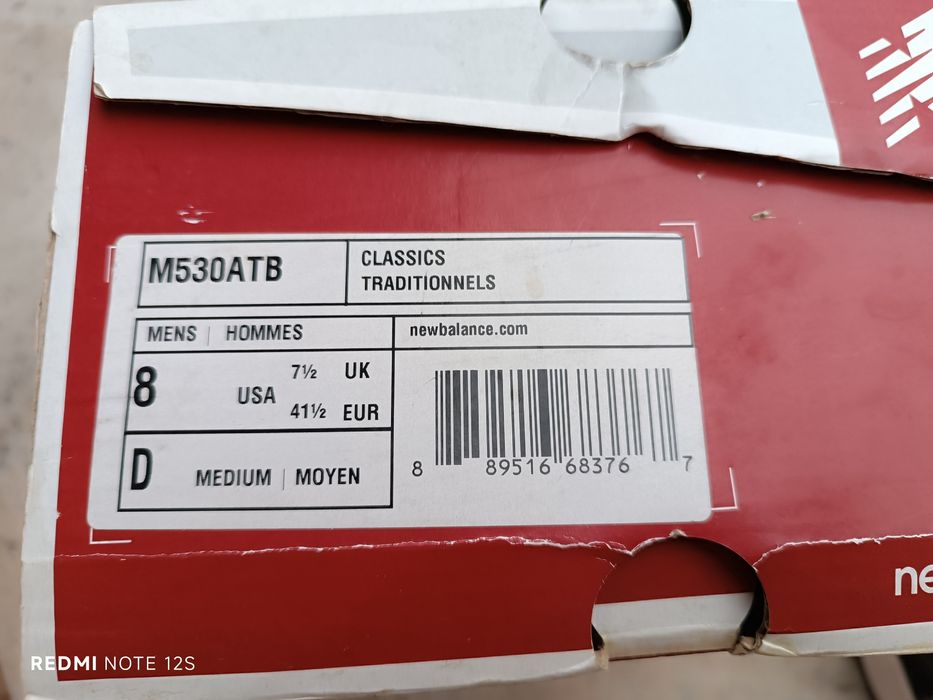 M530ATB
CLASSICS
TRADITIONNELS
MENS | HOMMES
newbalance.com
8 USA
7½ UK
41½ EUR
D MEDIUM | MOYEN
8 89516 68376 7
ne
REDMI NOTE 12S